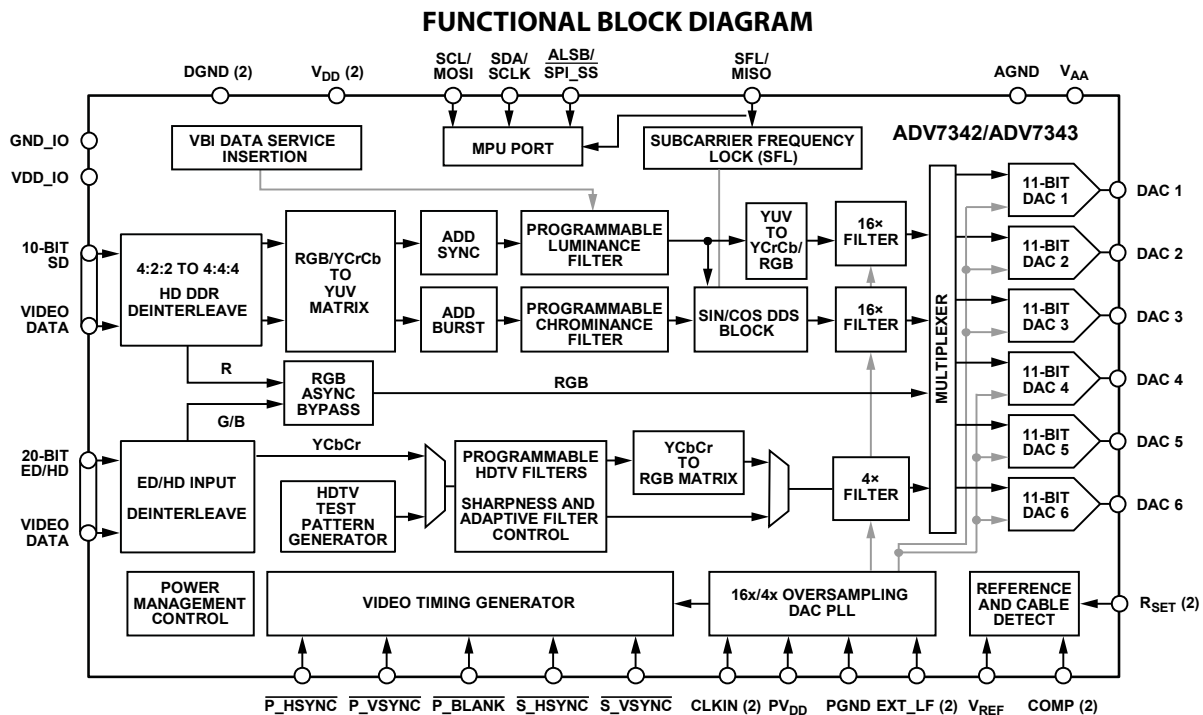 FUNCTIONAL BLOCK DIAGRAM
DGND (2)
VDD (2)
SCL/
MOSI
SDA/
SCLK
ALSB/
SPI_SS
SFL/
MISO
AGND
VAA
GND_IO
VDD_IO
VBI DATA SERVICE
INSERTION
MPU PORT
SUBCARRIER FREQUENCY
LOCK (SFL)
ADV7342/ADV7343
10-BIT
SD
VIDEO
DATA
4:2:2 TO 4:4:4
HD DDR
DEINTERLEAVE
RGB/YCrCb
TO
YUV
MATRIX
ADD
SYNC
PROGRAMMABLE
LUMINANCE
FILTER
YUV
TO
YCrCb/
RGB
16×
FILTER
ADD
BURST
PROGRAMMABLE
CHROMINANCE
FILTER
SIN/COS DDS
BLOCK
16×
FILTER
MULTIPLEXER
11-BIT
DAC 1
DAC 1
11-BIT
DAC 2
DAC 2
11-BIT
DAC 3
DAC 3
11-BIT
DAC 4
DAC 4
11-BIT
DAC 5
DAC 5
11-BIT
DAC 6
DAC 6
R
G/B
RGB
ASYNC
BYPASS
RGB
20-BIT
ED/HD
VIDEO
DATA
ED/HD INPUT
DEINTERLEAVE
YCbCr
HDTV
TEST
PATTERN
GENERATOR
PROGRAMMABLE
HDTV FILTERS
SHARPNESS AND
ADAPTIVE FILTER
CONTROL
YCbCr
TO
RGB MATRIX
4×
FILTER
POWER
MANAGEMENT
CONTROL
VIDEO TIMING GENERATOR
16x/4x OVERSAMPLING
DAC PLL
REFERENCE
AND CABLE
DETECT
RSET (2)
P_HSYNC
P_VSYNC
P_BLANK
S_HSYNC
S_VSYNC
CLKIN (2)
PVDD
PGND
EXT_LF (2)
VREF
COMP (2)